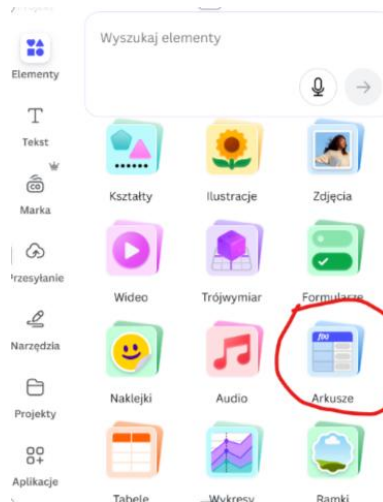 Wyszukaj elementy
Elementy
Tekst
Marka
Przesyłanie
Narzędzia
Projekty
Aplikacje
Kształty
Ilustracje
Zdjęcia
Wideo
Trójwymiar
Formularze
Naklejki
Audio
f(x)
Arkusze
Tabele
Wykresy
Ramki